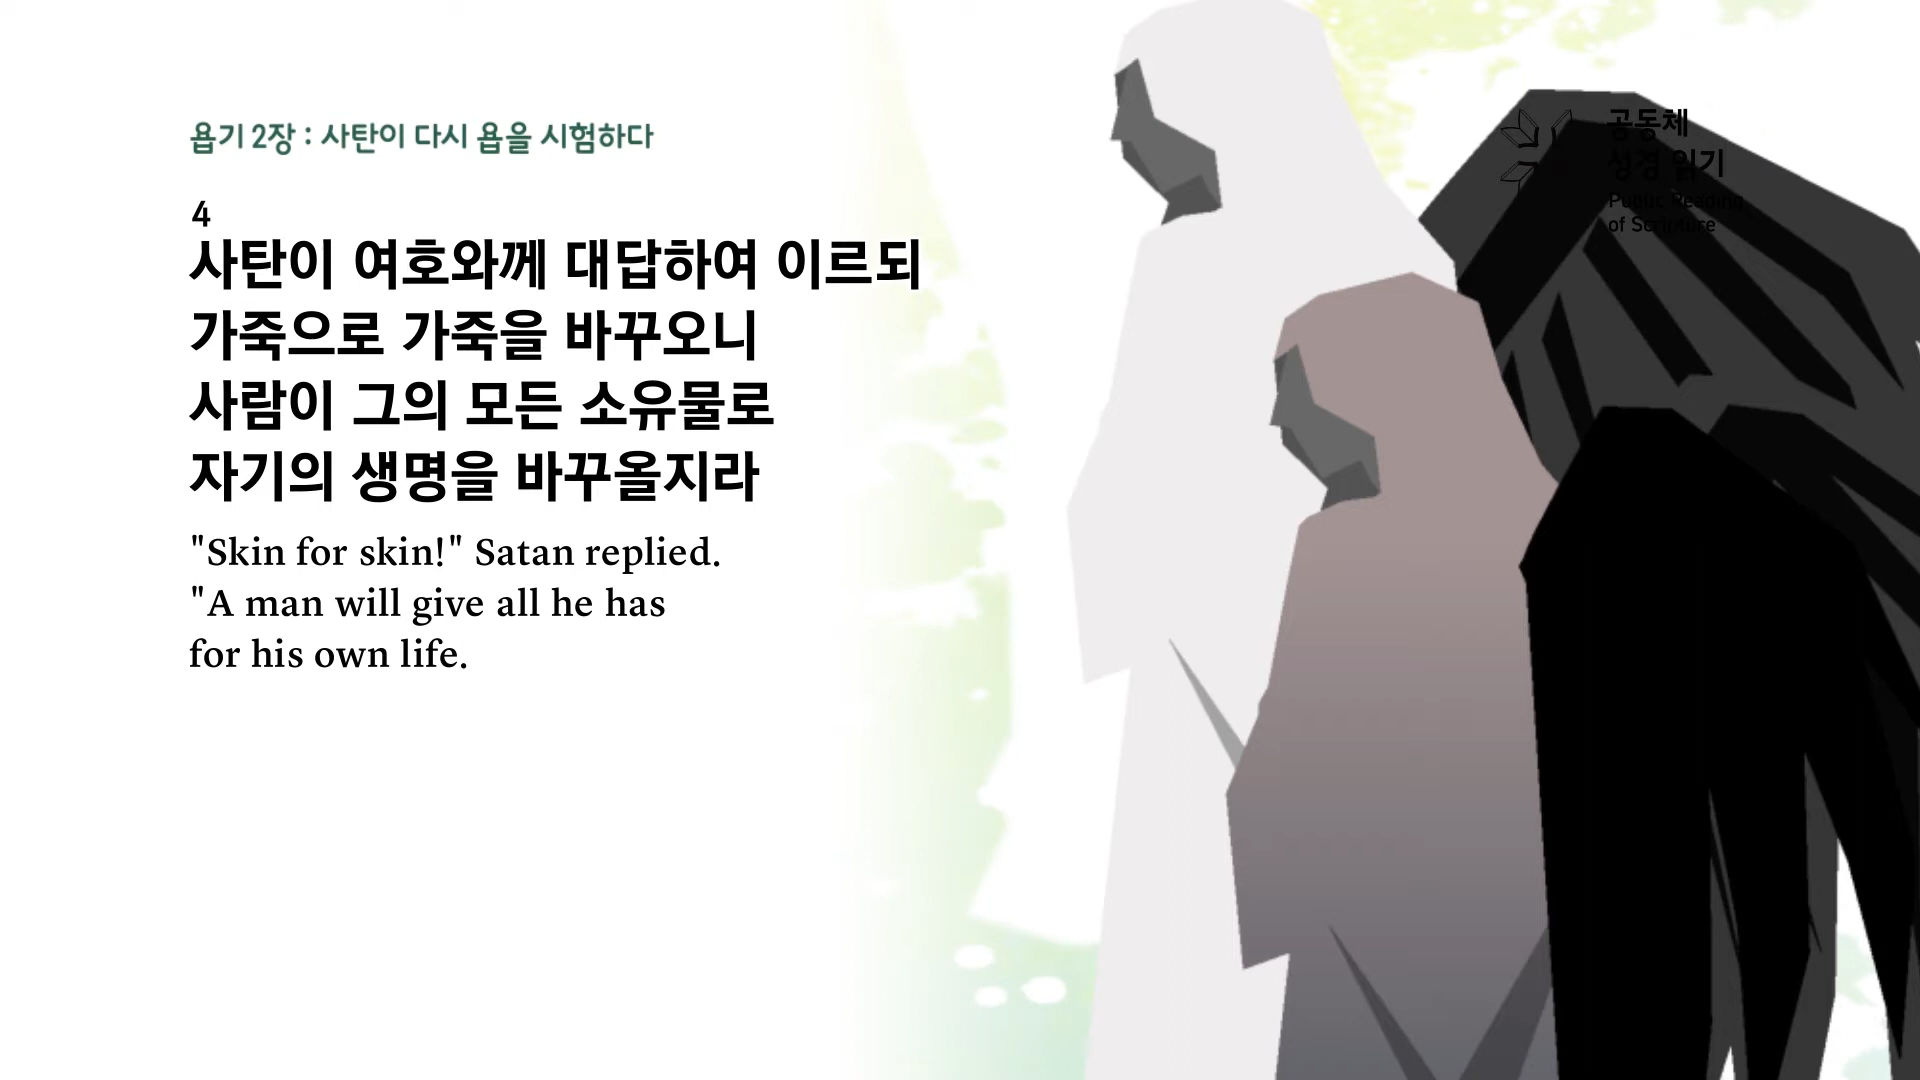 욥기 2장 : 사탄이 다시 욥을 시험하다
4
사탄이 여호와께 대답하여 이르되
가죽으로 가죽을 바꾸오니
사람이 그의 모든 소유물로
자기의 생명을 바꾸올지라
"Skin for skin!" Satan replied.
"A man will give all he has
for his own life.
공동체
성경 읽기
Public Reading
of Scripture